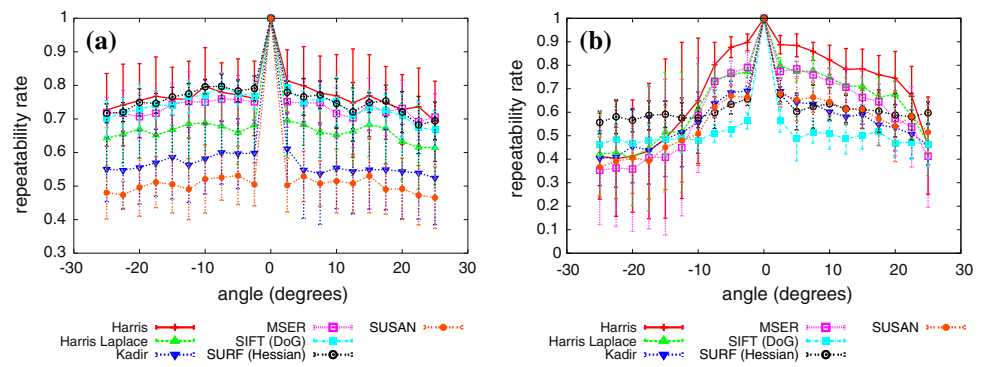 (a)
repeatability rate
1
0.9
0.8
0.7
0.6
0.5
0.4
0.3
-30 -20 -10 0 10 20 30
angle (degrees)
Harris MSER SUSAN
Harris Laplace SIFT (DoG)
Kadir SURF (Hessian)
(b)
repeatability rate
1
0.9
0.8
0.7
0.6
0.5
0.4
0.3
0.2
0.1
0
-30 -20 -10 0 10 20 30
angle (degrees)
Harris MSER SUSAN
Harris Laplace SIFT (DoG)
Kadir SURF (Hessian)